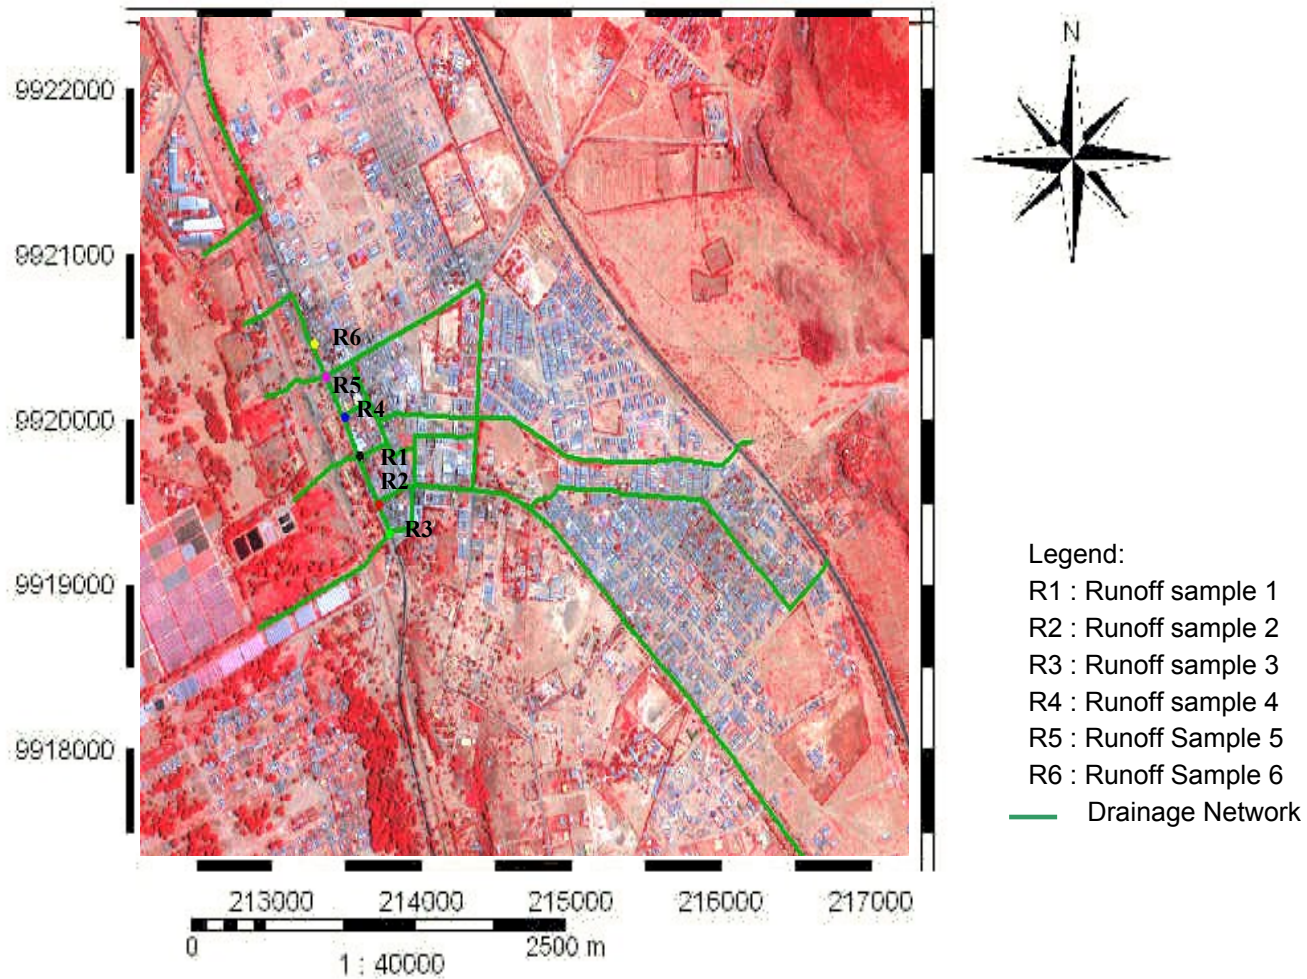 N
9922000
9921000
9920000
9919000
9918000
R6
R5
R4
R1
R2
R3
213000 214000 215000 216000 217000
0 2500 m
1 : 40000
Legend:
R1 : Runoff sample 1
R2 : Runoff sample 2
R3 : Runoff sample 3
R4 : Runoff sample 4
R5 : Runoff Sample 5
R6 : Runoff Sample 6
Drainage Network